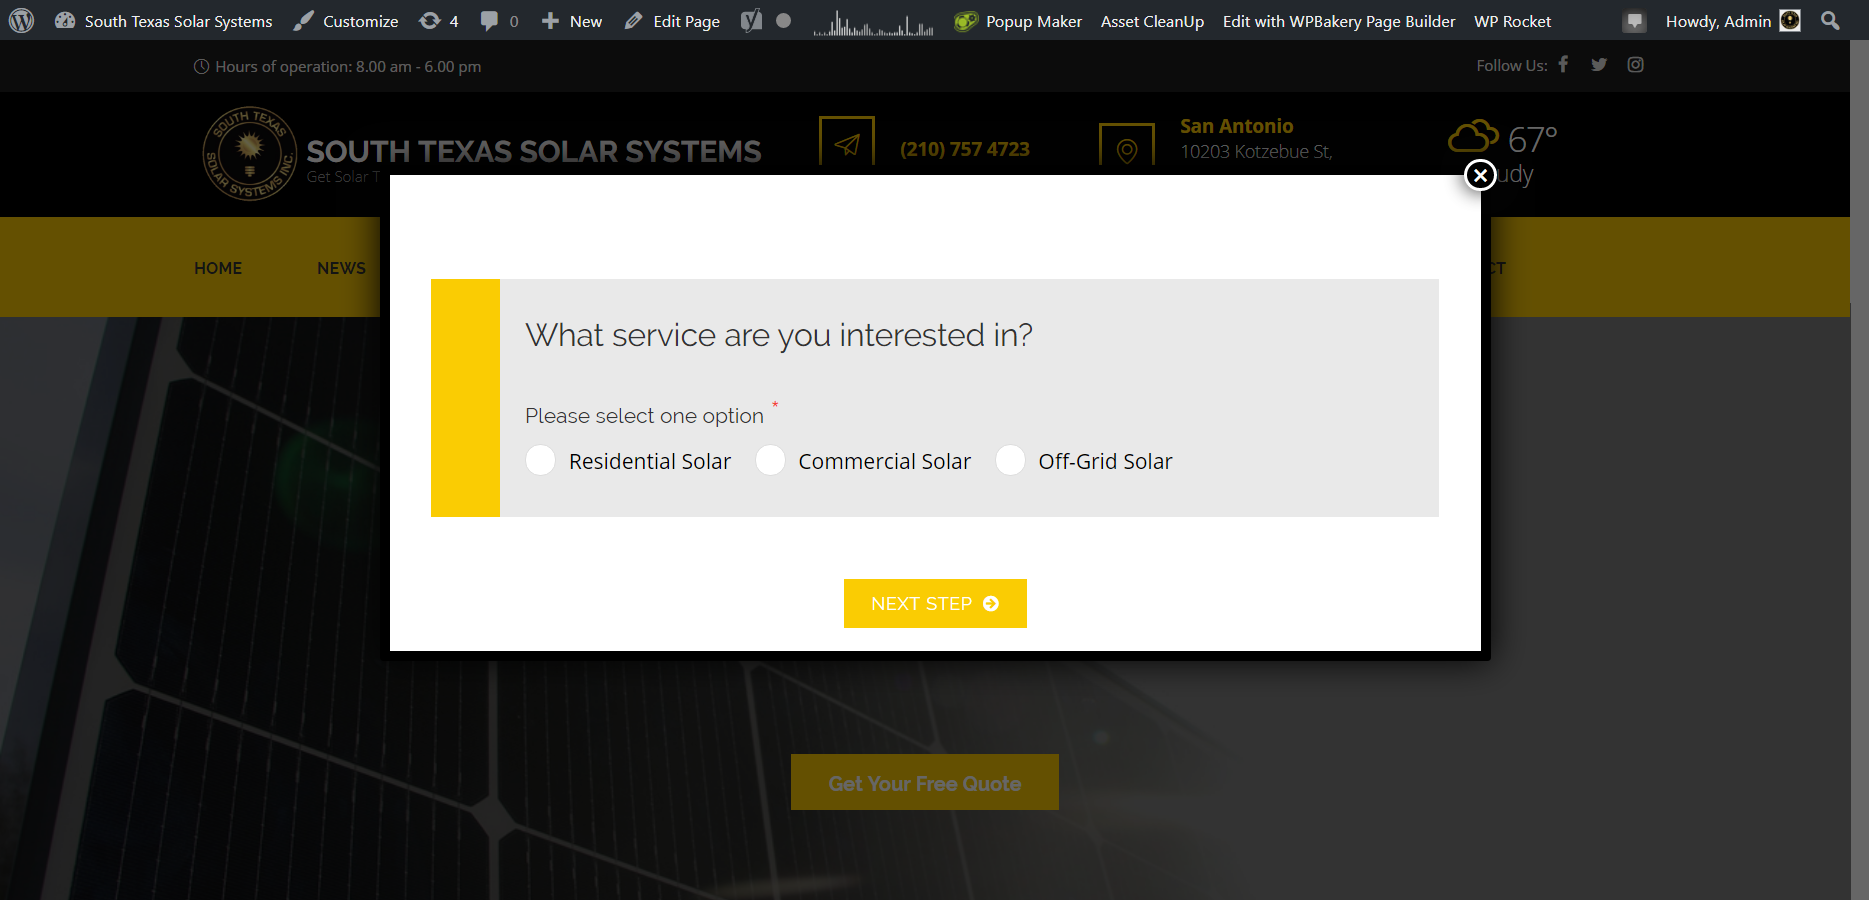 South Texas Solar Systems Customize 4 0 New Edit Page Popup Maker Asset CleanUp Edit with WPBakery Page Builder WP Rocket Howdy, Admin
Hours of operation: 8.00 am - 6.00 pm
Follow Us:
SOUTH TEXAS
SOLAR SYSTEMS INC.
SOUTH TEXAS SOLAR SYSTEMS
Get Solar T
(210) 757 4723
San Antonio
10203 Kotzebue St,
67°
udy
HOME NEWS CT
What service are you interested in?
Please select one option *
Residential Solar Commercial Solar Off-Grid Solar
NEXT STEP
Get Your Free Quote